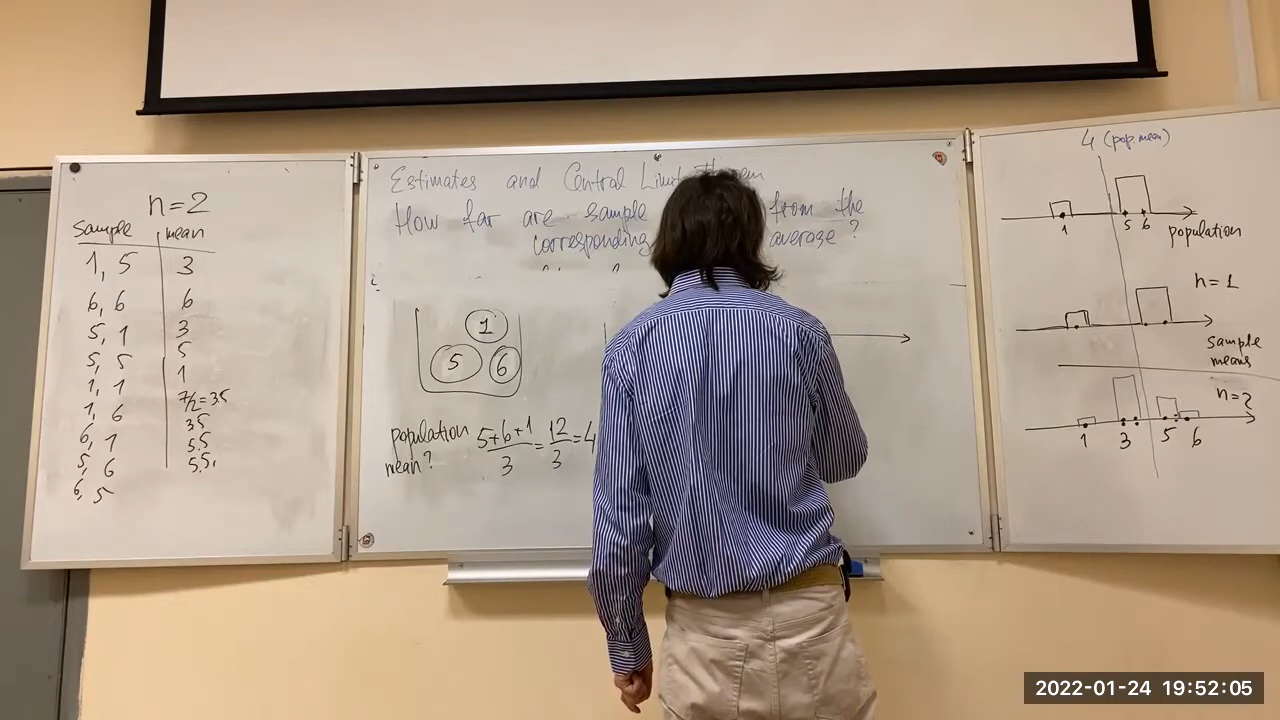 n=2
sample mean
1, 5 3
6, 6 6
5, 1 3
5, 5 5
1, 1 1
1, 6 7/2=3.5
6, 1 3.5
5, 6 5.5
6, 5 5.5
Estimates and Central Limit
How far are sample from the
corresponding average?
1
5 6
population mean? 5+6+1/3=12/3=4
4 (pop. mean)
1 5 6
population
n=1
sample
means
n=2
1 3 5 6
2022-01-24 19:52:05